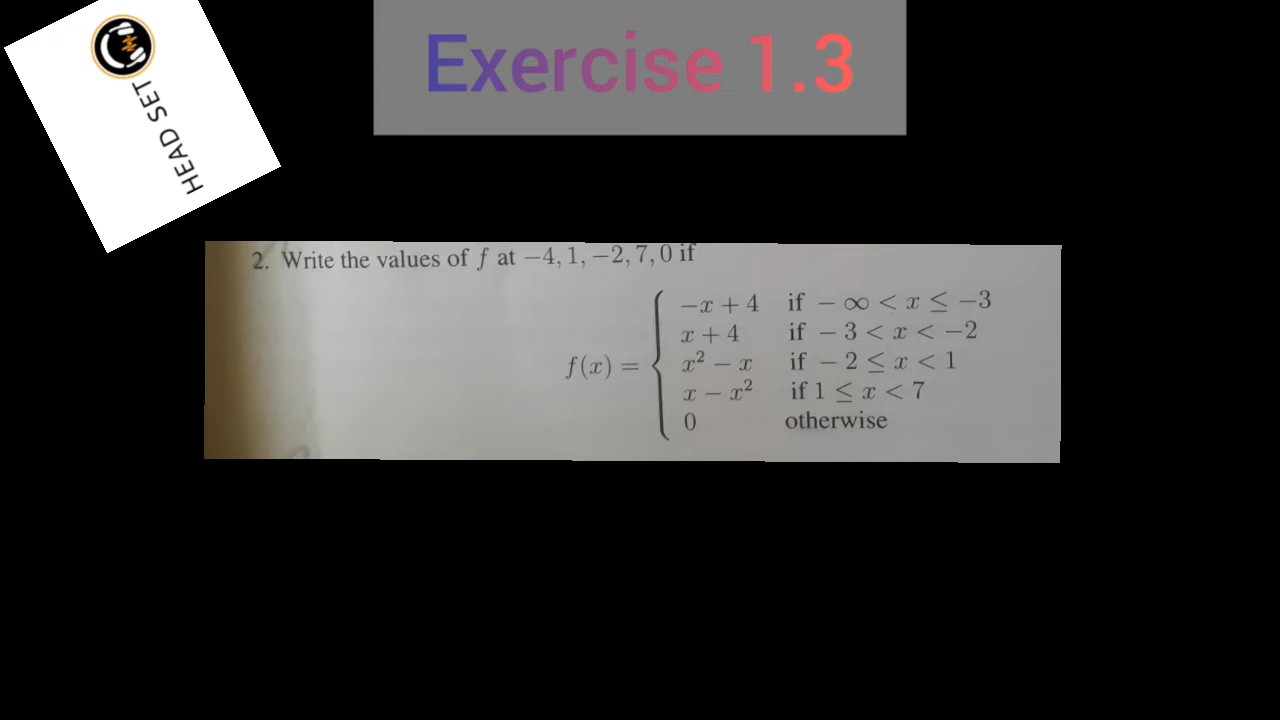 Exercise 1.3
HEAD SET
2. Write the values of f at −4, 1, −2, 7, 0 if
f(x) = { −x + 4 if − ∞ < x ≤ −3
x + 4 if − 3 < x < −2
x² − x if − 2 ≤ x < 1
x − x² if 1 ≤ x < 7
0 otherwise